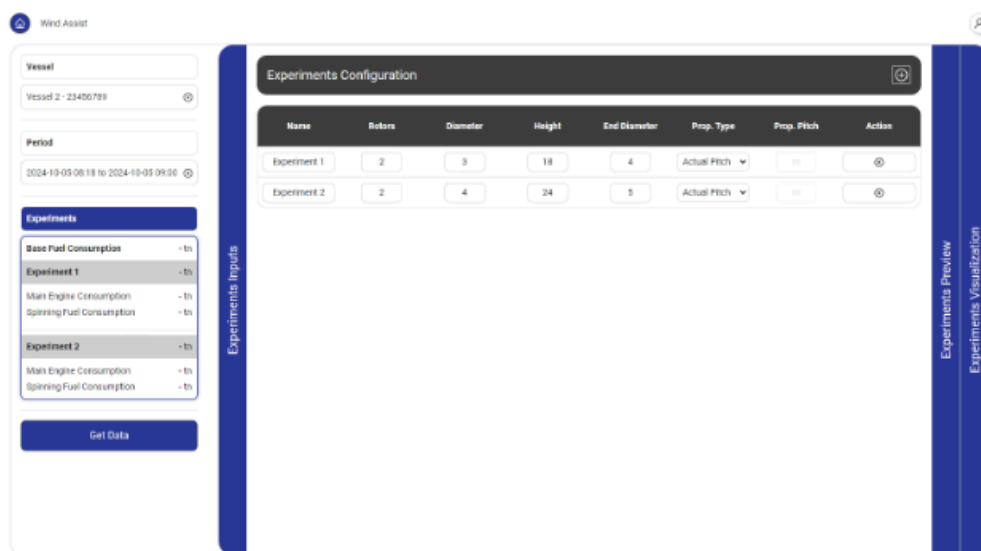 Wind Assist
Vessel
Vessel 2 - 23456789
Period
2024-10-05 08:18 to 2024-10-05 09:00
Experiments
Base Fuel Consumption - tn
Experiment 1 - tn
Main Engine Consumption - tn
Spinning Fuel Consumption - tn
Experiment 2 - tn
Main Engine Consumption - tn
Spinning Fuel Consumption - tn
Get Data
Experiments Inputs
Experiments Configuration
Name Rotors Diameter Height End Diameter Prop. Type Prop. Pitch Action
Experiment 1 2 3 18 4 Actual Pitch
Experiment 2 2 4 24 5 Actual Pitch
Experiments Preview
Experiments Visualization